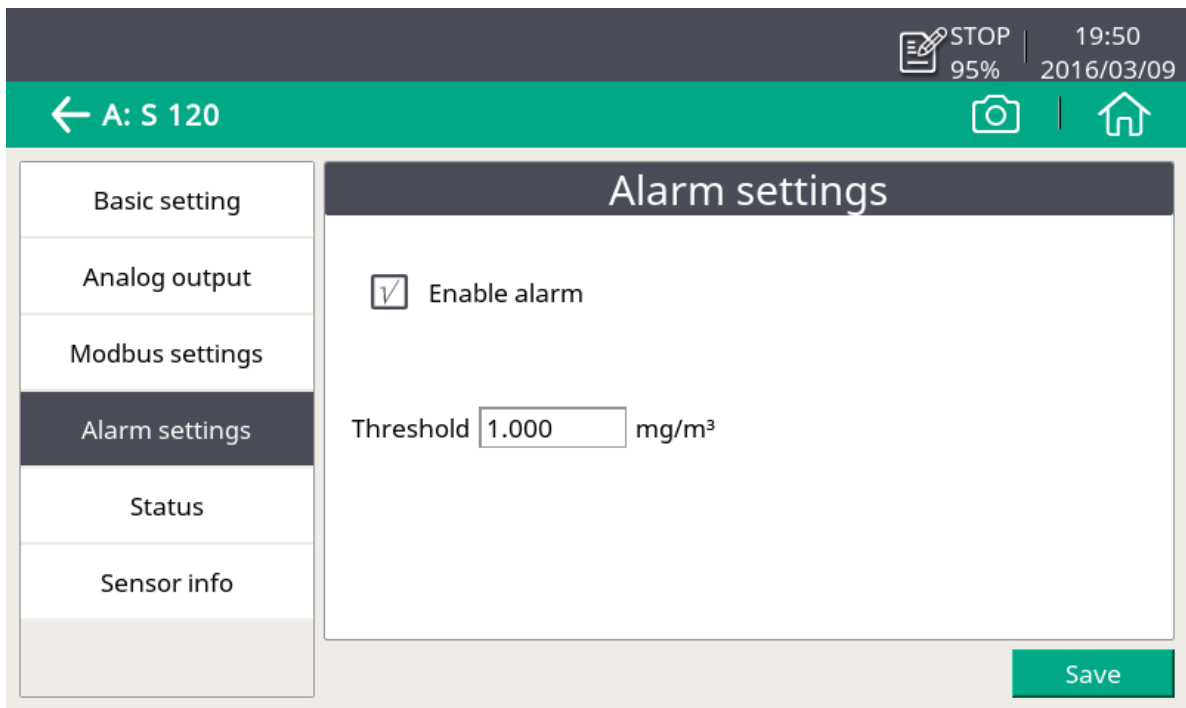 STOP 19:50
95% 2016/03/09
A: S 120
Basic setting
Analog output
Modbus settings
Alarm settings
Status
Sensor info
Alarm settings
√ Enable alarm
Threshold 1.000 mg/m³
Save